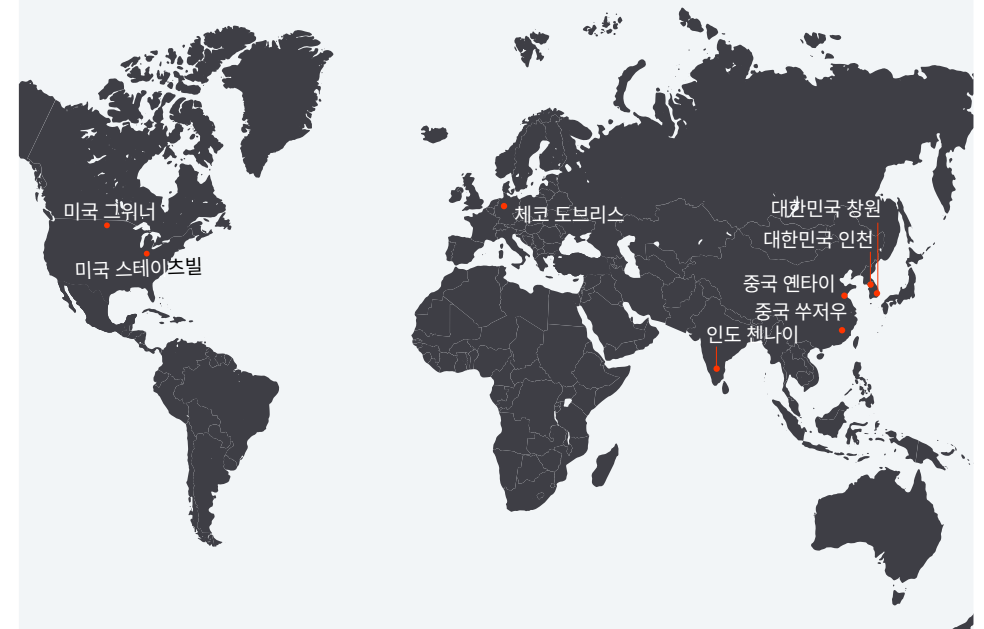 미국 그위너
미국 스테이츠빌
체코 도브리스
대한민국 창원
대한민국 인천
중국 옌타이
중국 쑤저우
인도 첸나이